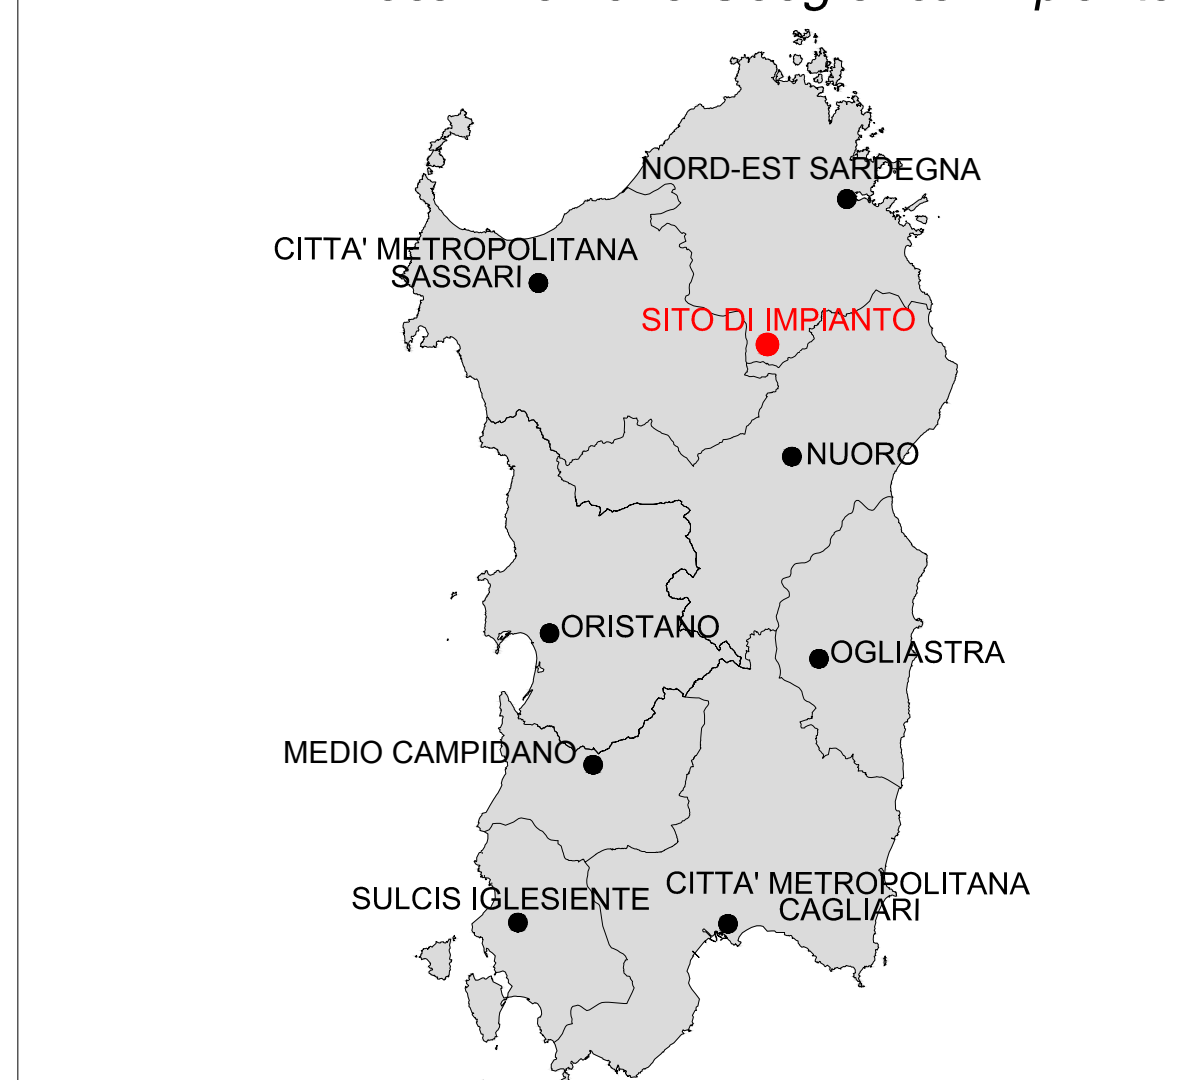 NORD-EST SARDEGNA
CITTA' METROPOLITANA
SASSARI
SITO DI IMPIANTO
NUORO
ORISTANO
OGLIASTRA
MEDIO CAMPIDANO
SULCIS IGLESIENTE
CITTA' METROPOLITANA
CAGLIARI